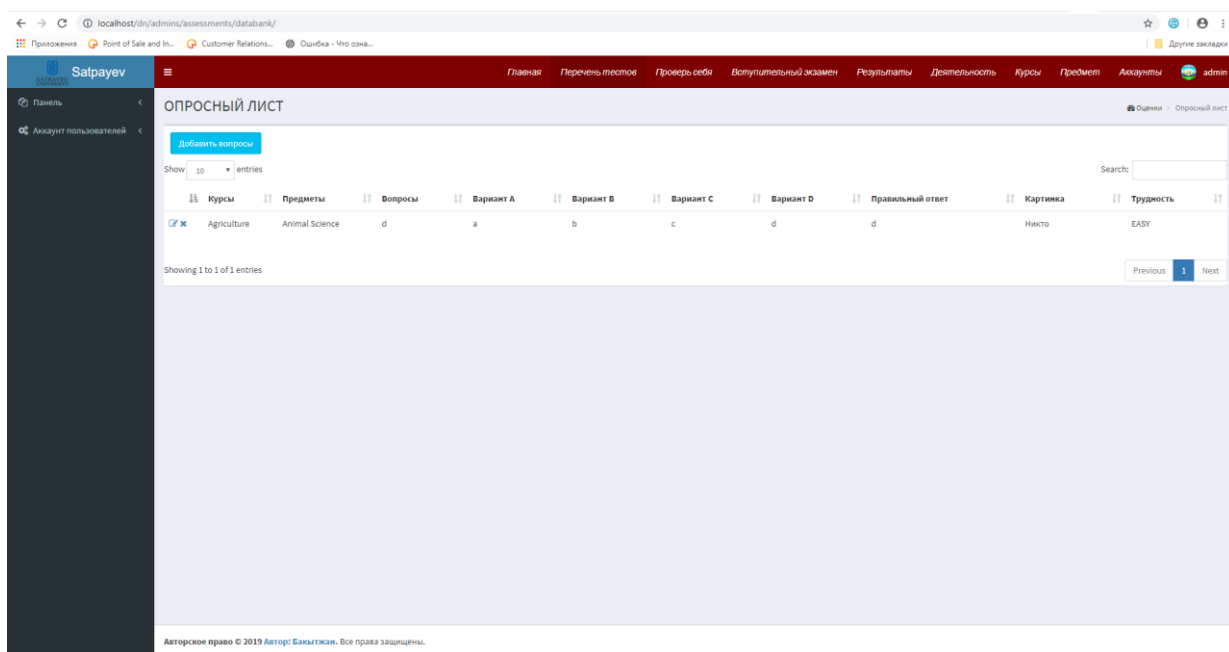 localhost/dn/admins/assessments/databank/
Приложения Point of Sale and In... Customer Relations... Ошибка - Что озна... Другие закладки
SATBAYEV UNIVERSITY Satpayev Главная Перечень тестов Проверь себя Вступительный экзамен Результаты Деятельность Курсы Предмет Аккаунты admin
Панель
Аккаунт пользователей
ОПРОСНЫЙ ЛИСТ Оценки > Опросный лист
Добавить вопросы
Show 10 entries Search:
Курсы Предметы Вопросы Вариант A Вариант B Вариант C Вариант D Правильный ответ Картинка Трудность
Agriculture Animal Science d a b c d d Никто EASY
Showing 1 to 1 of 1 entries Previous 1 Next
Авторское право © 2019 Автор: Бакытжан. Все права защищены.